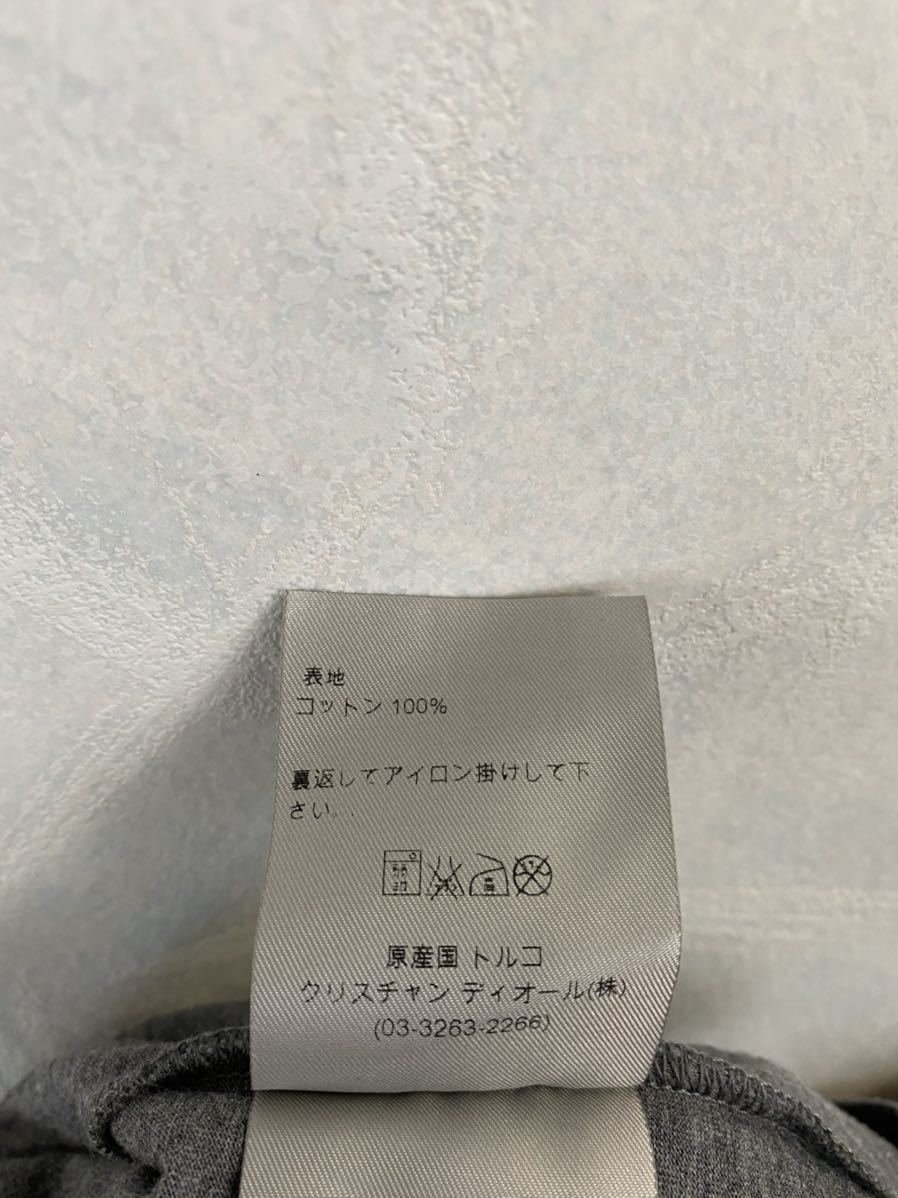 表地
コットン 100%
裏返してアイロン掛けして下
さい。
高
原産国 トルコ
クリスチャン ディオール(株)
(03-3263-2266)